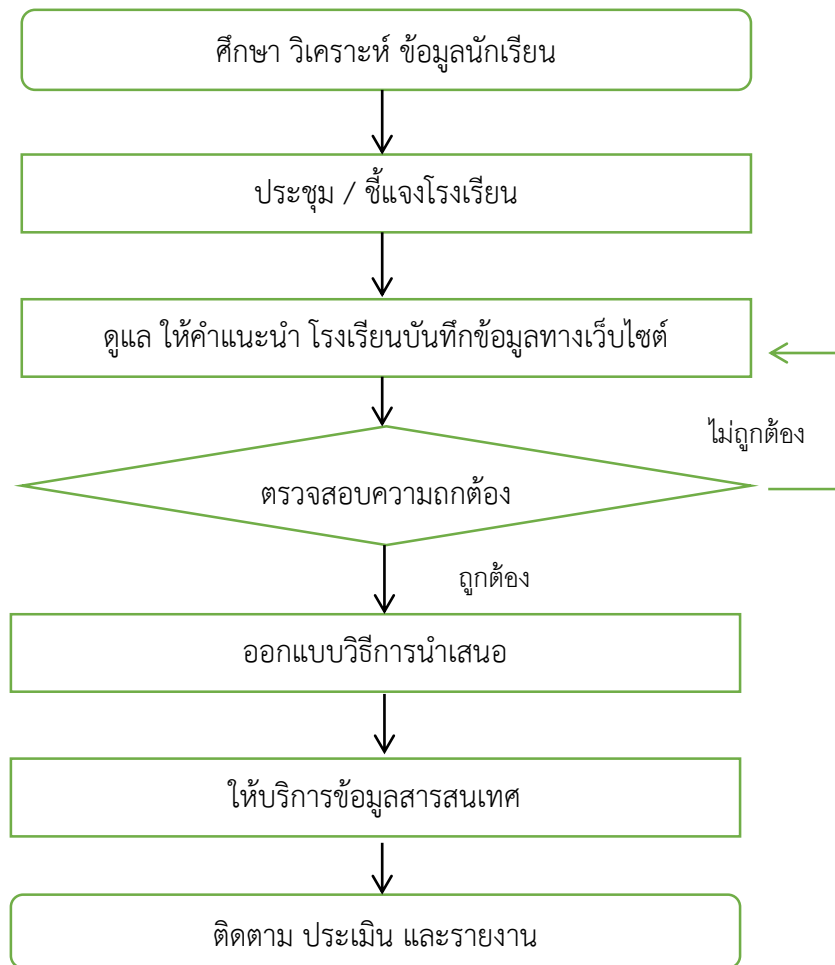 ศึกษา วิเคราะห์ ข้อมูลนักเรียน
ประชุม / ชี้แจงโรงเรียน
ดูแล ให้คำแนะนำ โรงเรียนบันทึกข้อมูลทางเว็บไซต์
ไม่ถูกต้อง
ตรวจสอบความถกต้อง
ถูกต้อง
ออกแบบวิธีการนำเสนอ
ให้บริการข้อมูลสารสนเทศ
ติดตาม ประเมิน และรายงาน